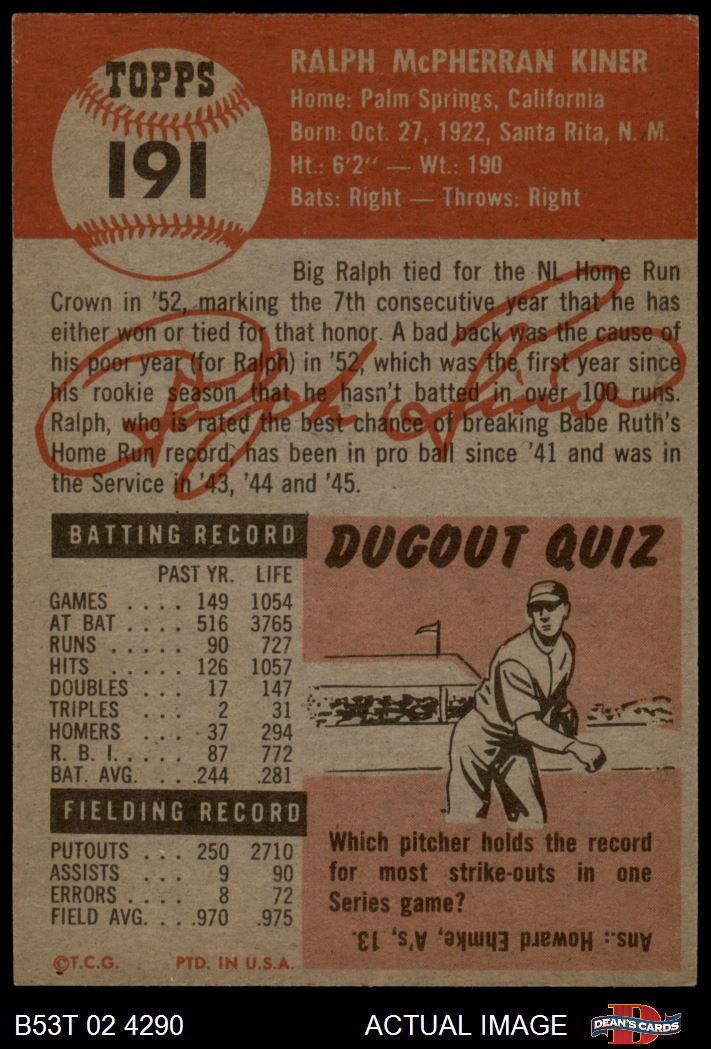 TOPPS
191
RALPH McPHERRAN KINER
Home: Palm Springs, California
Born: Oct. 27, 1922, Santa Rita, N. M.
Ht.: 6'2" — Wt.: 190
Bats: Right — Throws: Right
Big Ralph tied for the NL Home Run
Crown in '52, marking the 7th consecutive year that he has
either won or tied for that honor. A bad back was the cause of
his poor year (for Ralph) in '52, which was the first year since
his rookie season that he hasn't batted in over 100 runs.
Ralph, who is rated the best chance of breaking Babe Ruth's
Home Run record, has been in pro ball since '41 and was in
the Service in '43, '44 and '45.
Ralph Kiner
BATTING RECORD
PAST YR. LIFE
GAMES . . . . 149 1054
AT BAT . . . . 516 3765
RUNS . . . . . 90 727
HITS . . . . . 126 1057
DOUBLES . . . 17 147
TRIPLES . . . 2 31
HOMERS . . . 37 294
R. B. I. . . . . 87 772
BAT. AVG. . . .244 .281
FIELDING RECORD
PUTOUTS . . . 250 2710
ASSISTS . . . 9 90
ERRORS . . . . 8 72
FIELD AVG. . . .970 .975
©T.C.G. PTD. IN U.S.A.
DUGOUT QUIZ
Which pitcher holds the record
for most strike-outs in one
Series game?
Ans.: Howard Ehmke, A's, 13.
B53T 02 4290 ACTUAL IMAGE
D
DEAN'S CARDS